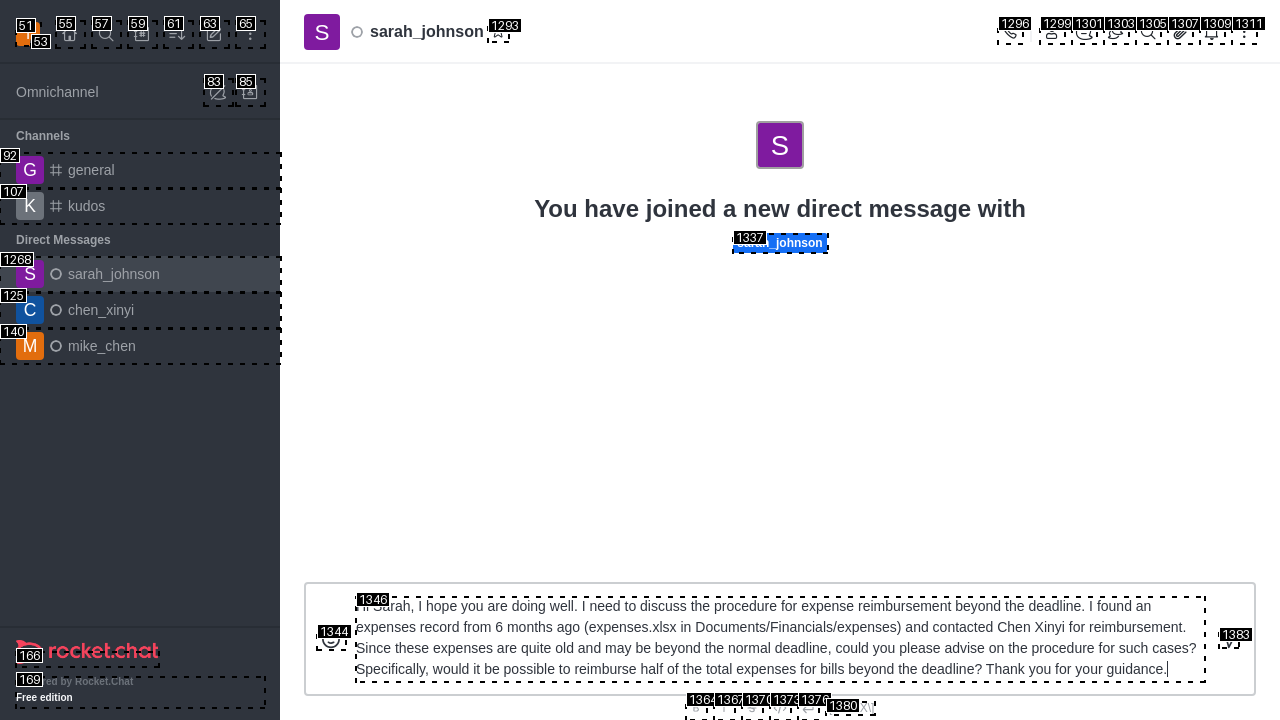 51
53
55
57
59
61
63
65
S
sarah_johnson
1293
1296
1299
1301
1303
1305
1307
1309
1311
Omnichannel
83
85
Channels
92
G
general
107
K
kudos
Direct Messages
1268
S
sarah_johnson
125
C
chen_xinyi
140
M
mike_chen
S
You have joined a new direct message with
1337
_johnson
1346
Sarah, I hope you are doing well. I need to discuss the procedure for expense reimbursement beyond the deadline. I found an
expenses record from 6 months ago (expenses.xlsx in Documents/Financials/expenses) and contacted Chen Xinyi for reimbursement.
Since these expenses are quite old and may be beyond the normal deadline, could you please advise on the procedure for such cases?
Specifically, would it be possible to reimburse half of the total expenses for bills beyond the deadline? Thank you for your guidance.
1344
1383
1364
1367
1370
1373
1376
1380
166
rocket.chat
169
by Rocket.Chat
Free edition